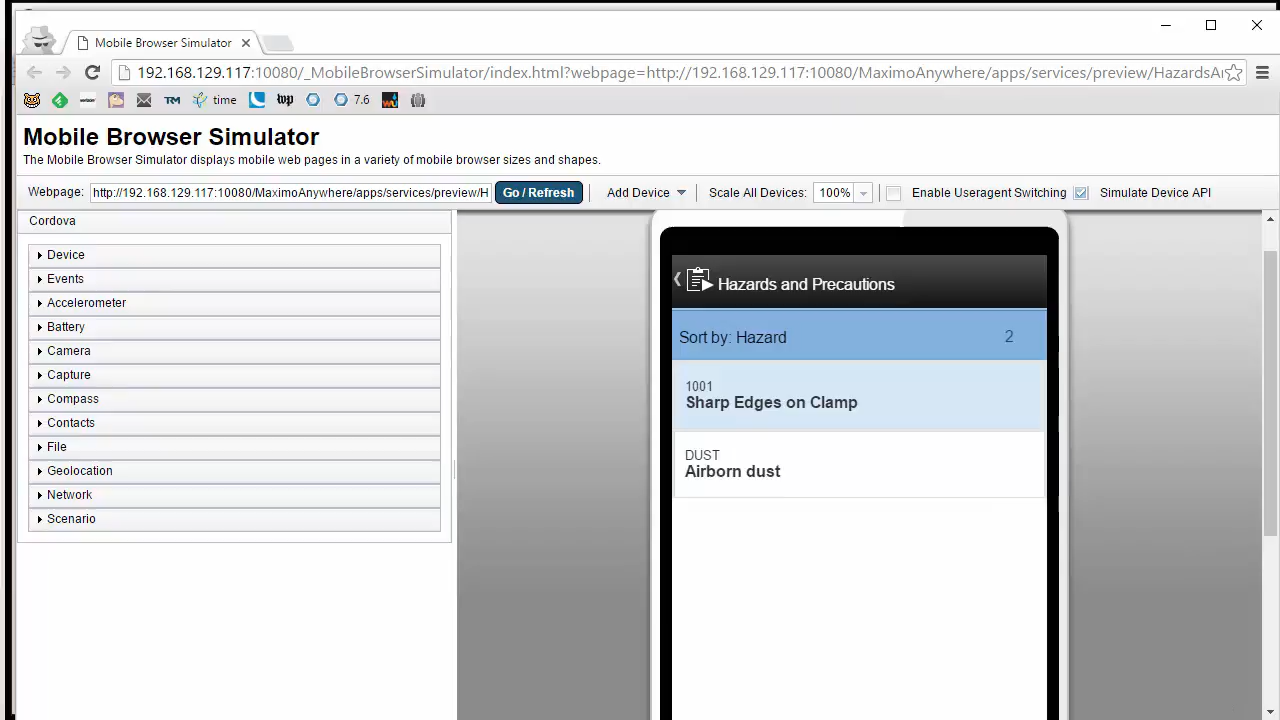 Mobile Browser Simulator
192.168.129.117:10080/_MobileBrowserSimulator/index.html?webpage=http://192.168.129.117:10080/MaximoAnywhere/apps/services/preview/HazardsA
TM time wp 7.6
Mobile Browser Simulator
The Mobile Browser Simulator displays mobile web pages in a variety of mobile browser sizes and shapes.
Webpage: http://192.168.129.117:10080/MaximoAnywhere/apps/services/preview/H Go / Refresh Add Device Scale All Devices: 100% Enable Useragent Switching Simulate Device API
Cordova
Device
Events
Accelerometer
Battery
Camera
Capture
Compass
Contacts
File
Geolocation
Network
Scenario
Hazards and Precautions
Sort by: Hazard 2
1001
Sharp Edges on Clamp
DUST
Airborn dust